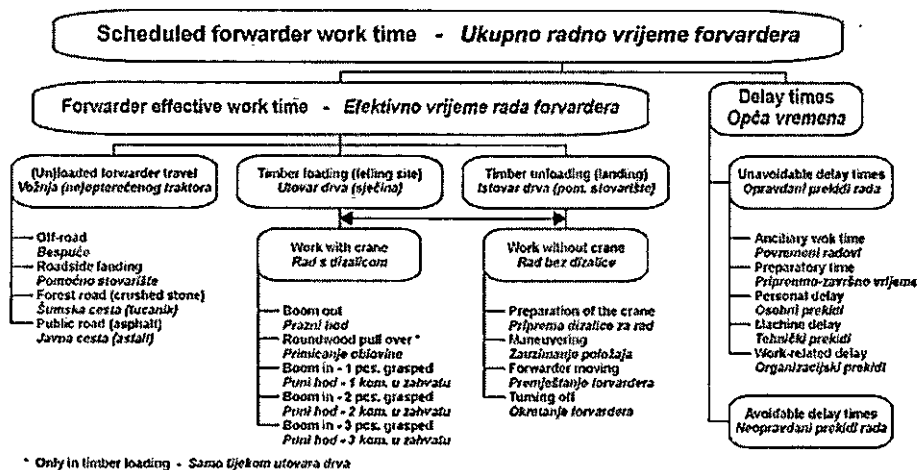 Scheduled forwarder work time - Ukupno radno vrijeme forvardera
Forwarder effective work time - Efektivno vrijeme rada forvardera
Delay times
Opća vremena
(Un)loaded forwarder travel
Vožnja (ne)opterečenog traktora
Timber loading (felling site)
Utovar drva (sječina)
Timber unloading (landing)
Istovar drva (pom. stovarište)
Unavoidable delay times
Opravdani prekidi rada
Off-road
Bespuće
Roadside landing
Pomoćno stovarište
Forest road (crushed stone)
Šumska cesta (tucanik)
Public road (asphalt)
Javna cesta (asfalt)
Work with crane
Rad s dizalicom
Work without crane
Rad bez dizalice
Boom out
Prazni hod
Roundwood pull over *
Primicanje oblovine
Boom in - 1 pcs. grasped
Puni hod - 1 kom. u zahvatu
Boom in - 2 pcs. grasped
Puni hod - 2 kom. u zahvatu
Boom in - 3 pcs. grasped
Puni hod - 3 kom. u zahvatu
Preparation of the crane
Priprema dizalice za rad
Maneuvering
Zauzimanje položaja
Forwarder moving
Premještanje forvardera
Turning off
Okretanje forvardera
Ancillary wok time
Povremeni radovi
Preparatory time
Pripremno-završno vrijeme
Personal delay
Osobni prekidi
Machine delay
Tehnički prekidi
Work-related delay
Organizacijski prekidi
Avoidable delay times
Neopravdani prekidi rada
* Only in timber loading - Samo tijekom utovara drva